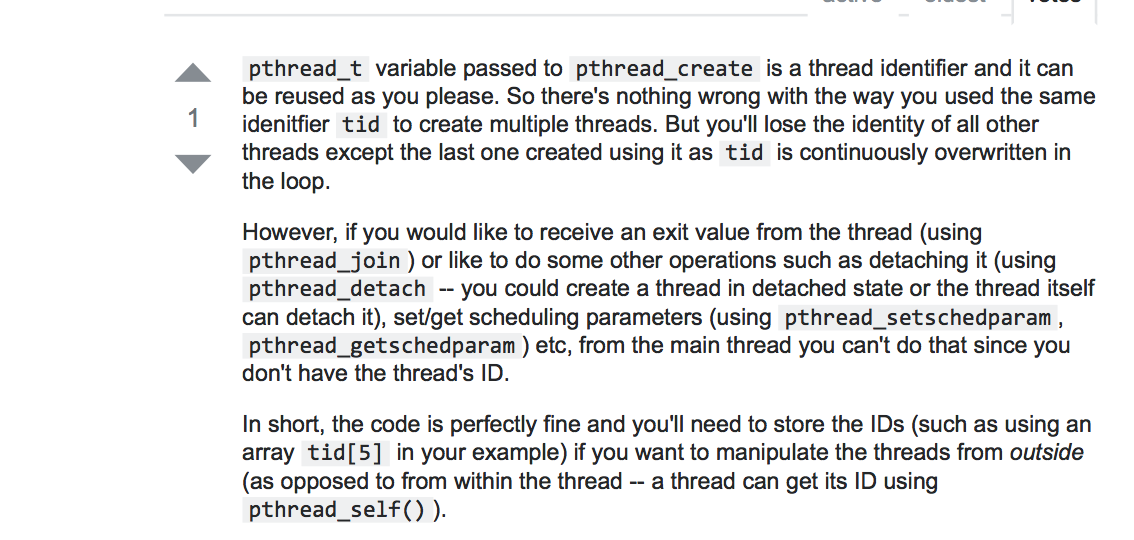 1
pthread_t variable passed to pthread_create is a thread identifier and it can
be reused as you please. So there's nothing wrong with the way you used the same
idenitfier tid to create multiple threads. But you'll lose the identity of all other
threads except the last one created using it as tid is continuously overwritten in
the loop.
However, if you would like to receive an exit value from the thread (using
pthread_join ) or like to do some other operations such as detaching it (using
pthread_detach -- you could create a thread in detached state or the thread itself
can detach it), set/get scheduling parameters (using pthread_setschedparam ,
pthread_getschedparam ) etc, from the main thread you can't do that since you
don't have the thread's ID.
In short, the code is perfectly fine and you'll need to store the IDs (such as using an
array tid[5] in your example) if you want to manipulate the threads from outside
(as opposed to from within the thread -- a thread can get its ID using
pthread_self() ).